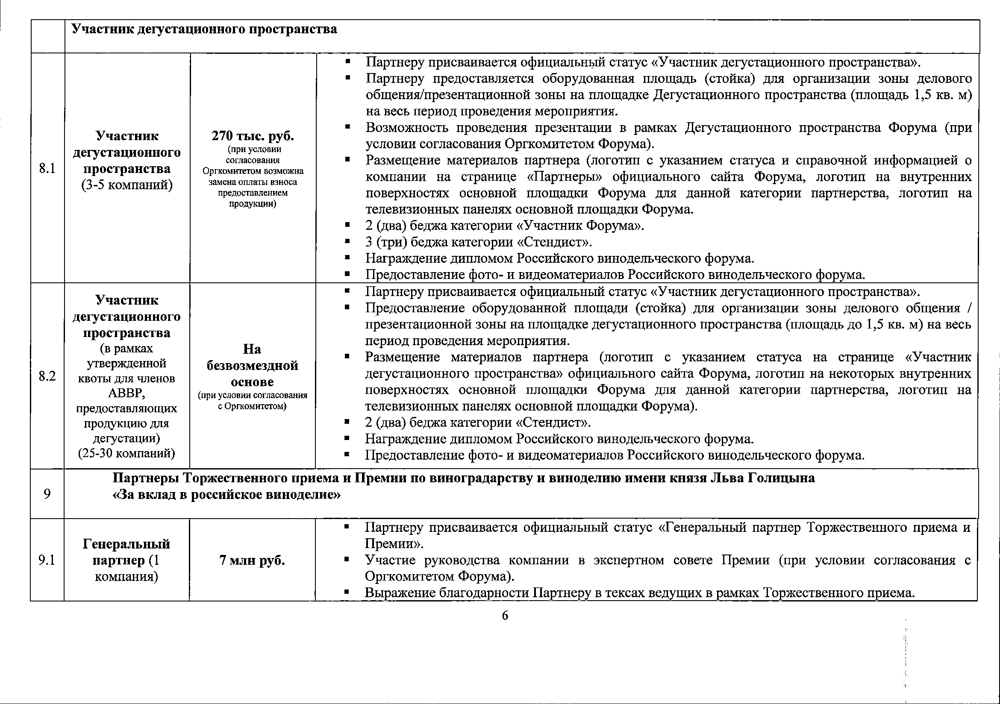 Участник дегустационного пространства
8.1
Участник
дегустационного
пространства
(3-5 компаний)
270 тыс. руб.
(при условии
согласования
Оргкомитетом возможна
замена оплаты взноса
предоставлением
продукции)
▪ Партнеру присваивается официальный статус «Участник дегустационного пространства».
▪ Партнеру предоставляется оборудованная площадь (стойка) для организации зоны делового
общения/презентационной зоны на площадке Дегустационного пространства (площадь 1,5 кв. м)
на весь период проведения мероприятия.
▪ Возможность проведения презентации в рамках Дегустационного пространства Форума (при
условии согласования Оргкомитетом Форума).
▪ Размещение материалов партнера (логотип с указанием статуса и справочной информацией о
компании на странице «Партнеры» официального сайта Форума, логотип на внутренних
поверхностях основной площадки Форума для данной категории партнерства, логотип на
телевизионных панелях основной площадки Форума.
▪ 2 (два) беджа категории «Участник Форума».
▪ 3 (три) беджа категории «Стендист».
▪ Награждение дипломом Российского винодельческого форума.
▪ Предоставление фото- и видеоматериалов Российского винодельческого форума.
8.2
Участник
дегустационного
пространства
(в рамках
утвержденной
квоты для членов
АВВР,
предоставляющих
продукцию для
дегустации)
(25-30 компаний)
На
безвозмездной
основе
(при условии согласования
с Оргкомитетом)
▪ Партнеру присваивается официальный статус «Участник дегустационного пространства».
▪ Предоставление оборудованной площади (стойка) для организации зоны делового общения /
презентационной зоны на площадке дегустационного пространства (площадь до 1,5 кв. м) на весь
период проведения мероприятия.
▪ Размещение материалов партнера (логотип с указанием статуса на странице «Участник
дегустационного пространства» официального сайта Форума, логотип на некоторых внутренних
поверхностях основной площадки Форума для данной категории партнерства, логотип на
телевизионных панелях основной площадки Форума).
▪ 2 (два) беджа категории «Стендист».
▪ Награждение дипломом Российского винодельческого форума.
▪ Предоставление фото- и видеоматериалов Российского винодельческого форума.
9
Партнеры Торжественного приема и Премии по виноградарству и виноделию имени князя Льва Голицына
«За вклад в российское виноделие»
9.1
Генеральный
партнер (1
компания)
7 млн руб.
▪ Партнеру присваивается официальный статус «Генеральный партнер Торжественного приема и
Премии».
▪ Участие руководства компании в экспертном совете Премии (при условии согласования с
Оргкомитетом Форума).
▪ Выражение благодарности Партнеру в тексах ведущих в рамках Торжественного приема.
6